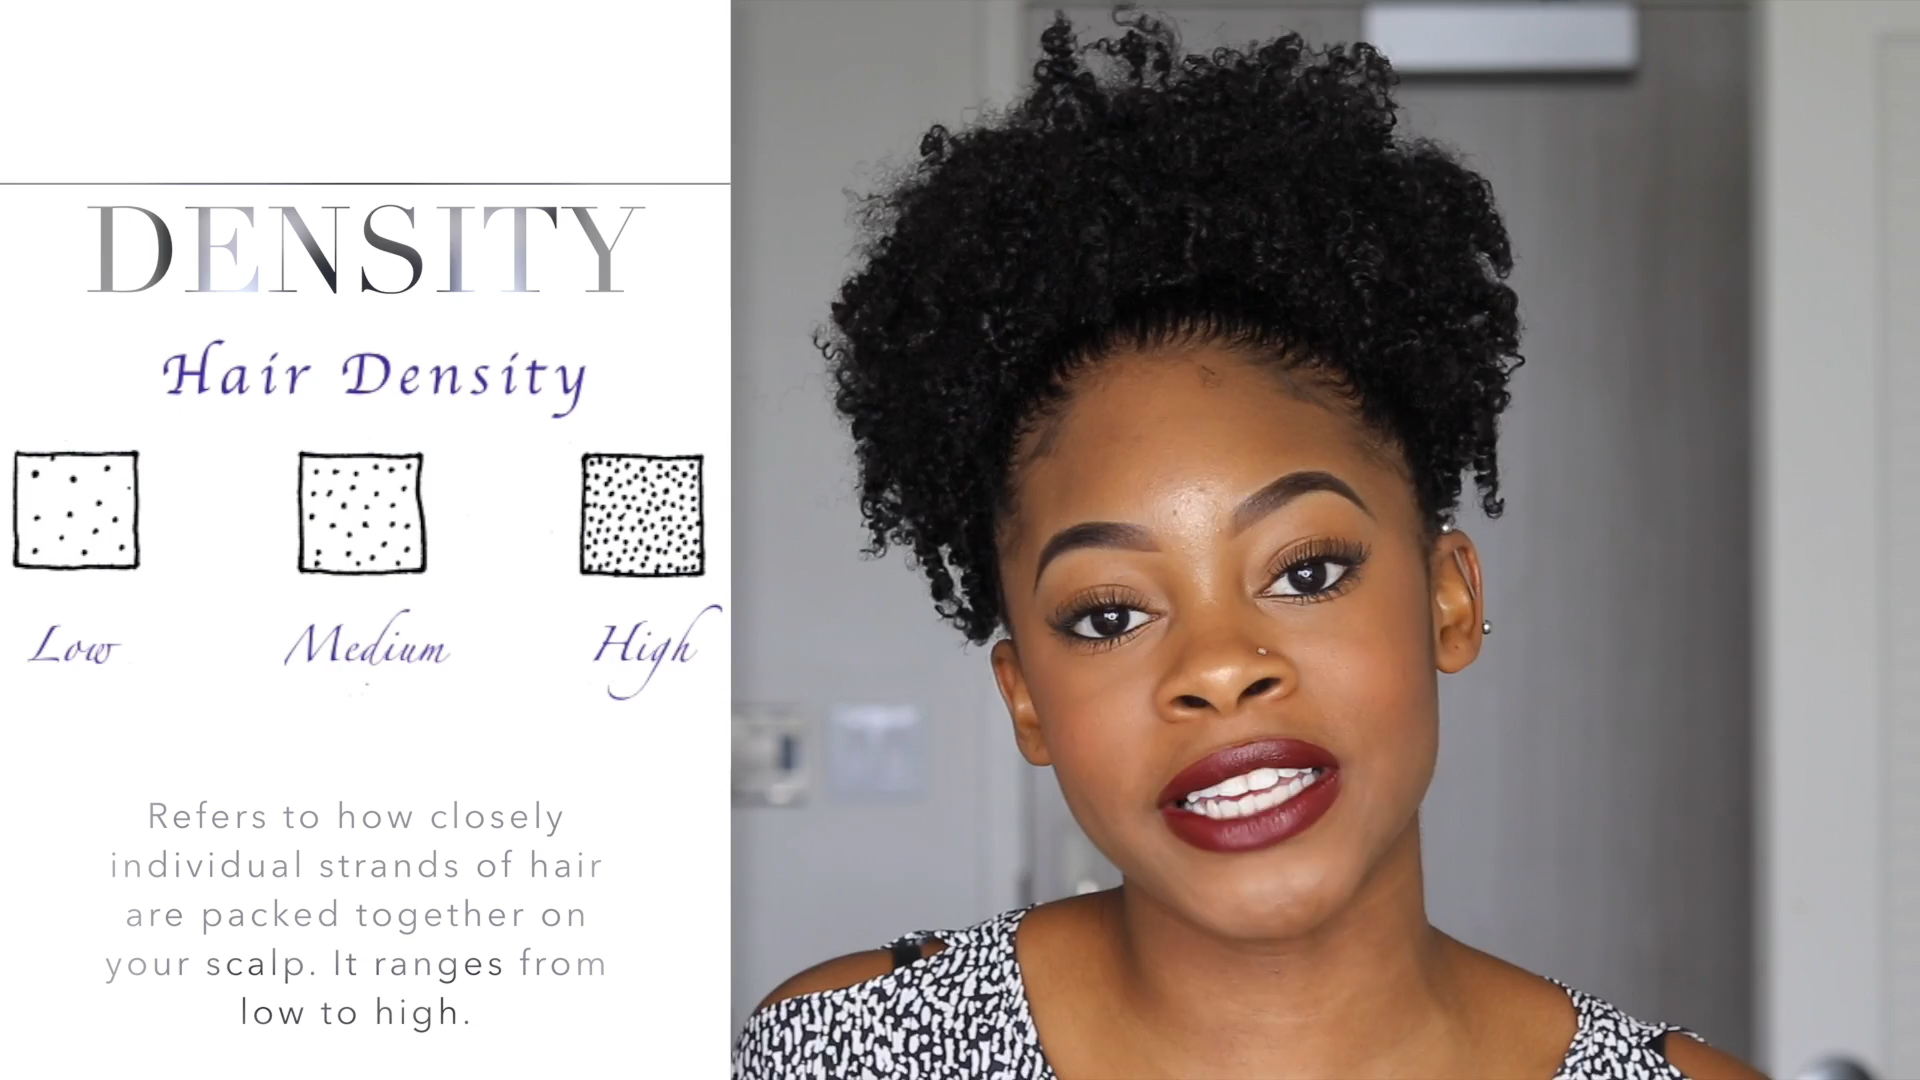 DENSITY
Hair Density
Low Medium High
Refers to how closely
individual strands of hair
are packed together on
your scalp. It ranges from
low to high.